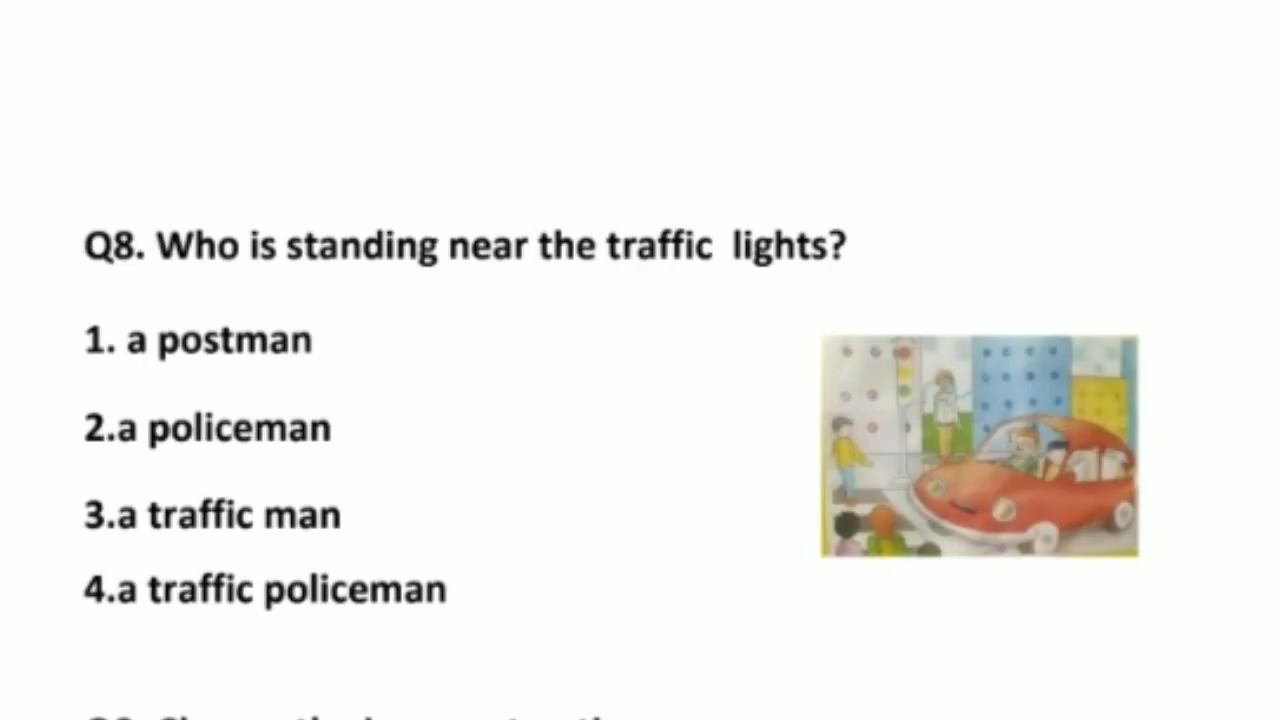 Q8. Who is standing near the traffic lights?
1. a postman
2.a policeman
3.a traffic man
4.a traffic policeman